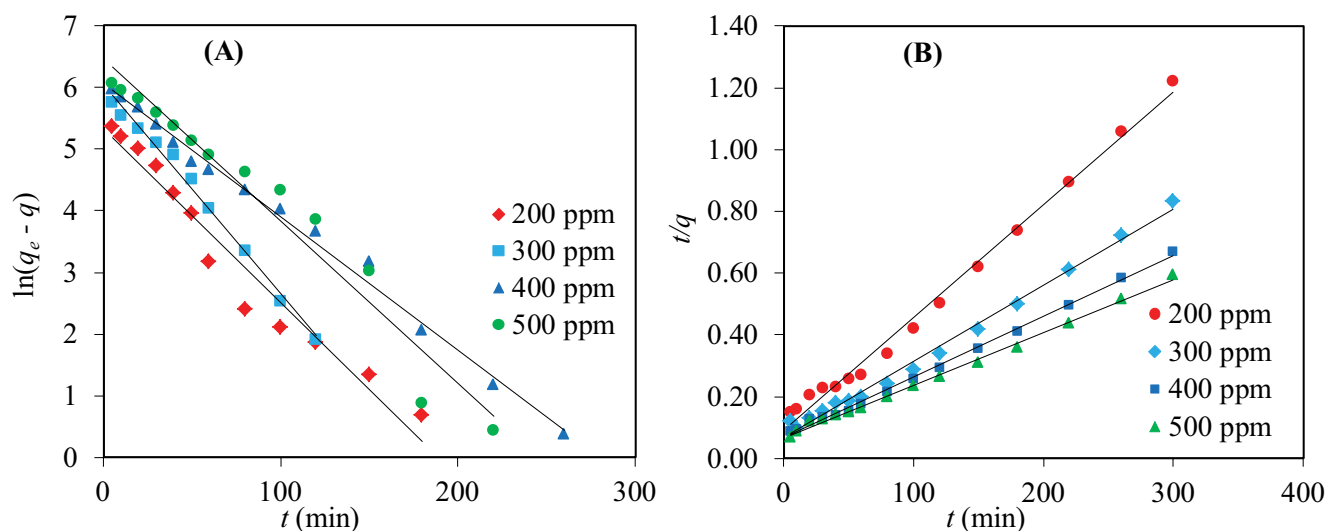 (A)
ln(qe - q)
7
6
5
4
3
2
1
0
0 100 200 300
t (min)
200 ppm
300 ppm
400 ppm
500 ppm
(B)
t/q
1.40
1.20
1.00
0.80
0.60
0.40
0.20
0.00
0 100 200 300 400
t (min)
200 ppm
300 ppm
400 ppm
500 ppm